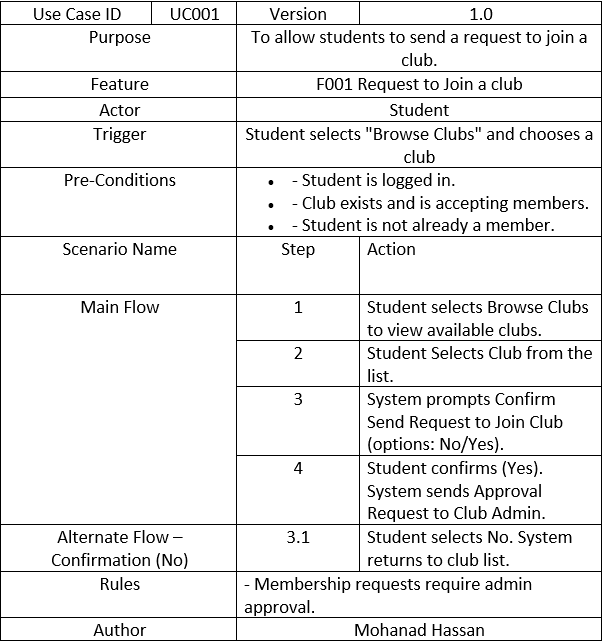 Use Case ID UC001 Version 1.0
Purpose To allow students to send a request to join a
club.
Feature F001 Request to Join a club
Actor Student
Trigger Student selects "Browse Clubs" and chooses a
club
Pre-Conditions • - Student is logged in.
• - Club exists and is accepting members.
• - Student is not already a member.
Scenario Name Step Action
Main Flow 1 Student selects Browse Clubs
to view available clubs.
2 Student Selects Club from the
list.
3 System prompts Confirm
Send Request to Join Club
(options: No/Yes).
4 Student confirms (Yes).
System sends Approval
Request to Club Admin.
Alternate Flow –
Confirmation (No)
3.1 Student selects No. System
returns to club list.
Rules - Membership requests require admin
approval.
Author Mohanad Hassan